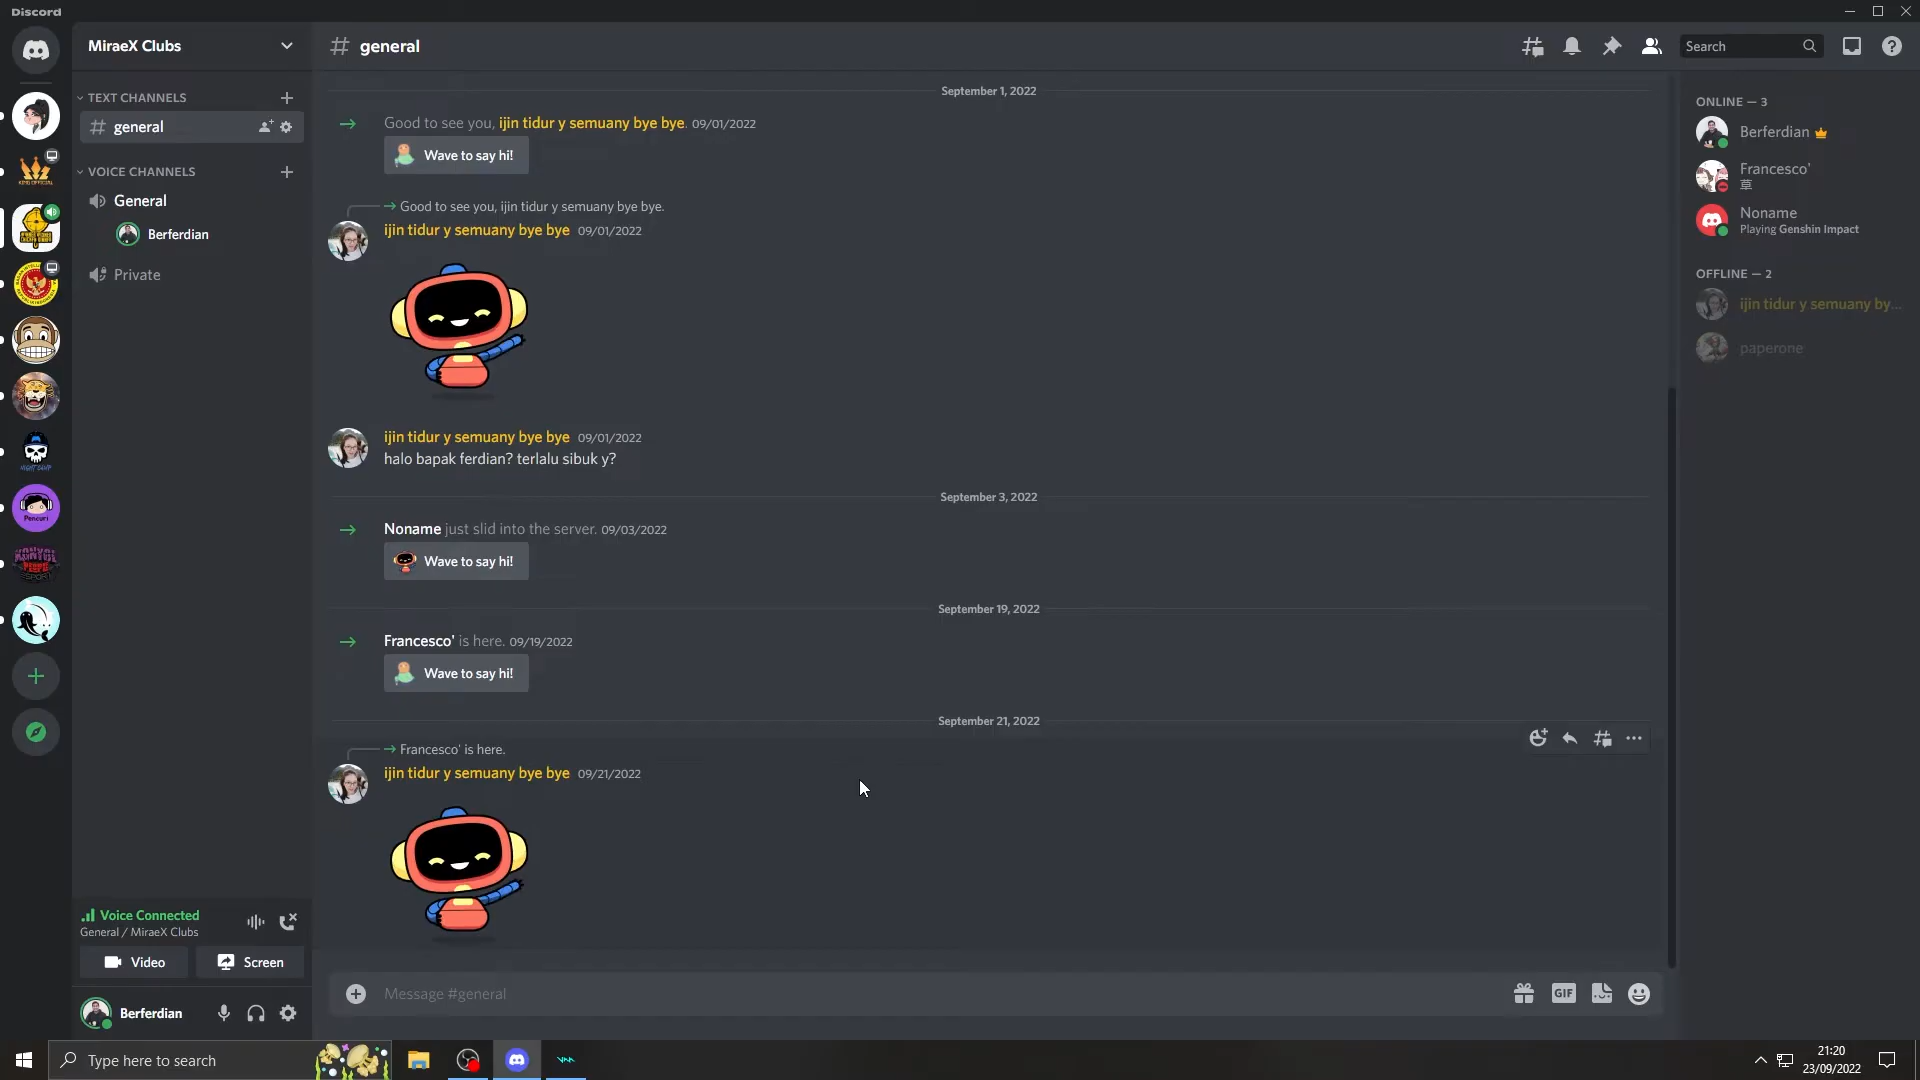 Discord
MiraeX Clubs
general
Search
TEXT CHANNELS
general
VOICE CHANNELS
General
Berferdian
Private
September 1, 2022
Good to see you, ijin tidur y semuany bye bye. 09/01/2022
Wave to say hi!
Good to see you, ijin tidur y semuany bye bye.
ijin tidur y semuany bye bye 09/01/2022
ijin tidur y semuany bye bye 09/01/2022
halo bapak ferdian? terlalu sibuk y?
September 3, 2022
Noname just slid into the server. 09/03/2022
Wave to say hi!
September 19, 2022
Francesco' is here. 09/19/2022
Wave to say hi!
September 21, 2022
Francesco' is here.
ijin tidur y semuany bye bye 09/21/2022
Message #general
GIF
ONLINE — 3
Berferdian
Francesco'
草
Noname
Playing Genshin Impact
OFFLINE — 2
ijin tidur y semuany by...
paperone
KING OFFICIAL
NIGHT CAMP
Pencuri
Voice Connected
General / MiraeX Clubs
Video
Screen
Berferdian
Type here to search
21:20
23/09/2022